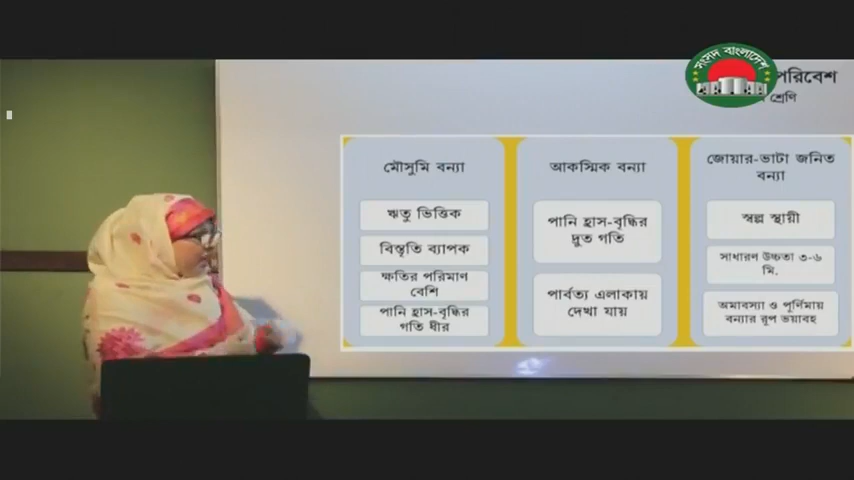 সংসদ বাংলাদেশ
পরিবেশ
শ্রেণি
মৌসুমি বন্যা
ঋতু ভিত্তিক
বিস্তৃতি ব্যাপক
ক্ষতির পরিমাণ
বেশি
পানি হ্রাস-বৃদ্ধির
গতি ধীর
আকস্মিক বন্যা
পানি হ্রাস-বৃদ্ধির
দ্রুত গতি
পার্বত্য এলাকায়
দেখা যায়
জোয়ার-ভাটা জনিত
বন্যা
স্বল্প স্থায়ী
সাধারণ উচ্চতা ৩-৬
মি.
অমাবস্যা ও পূর্ণিমায়
বন্যার রূপ ভয়াবহ